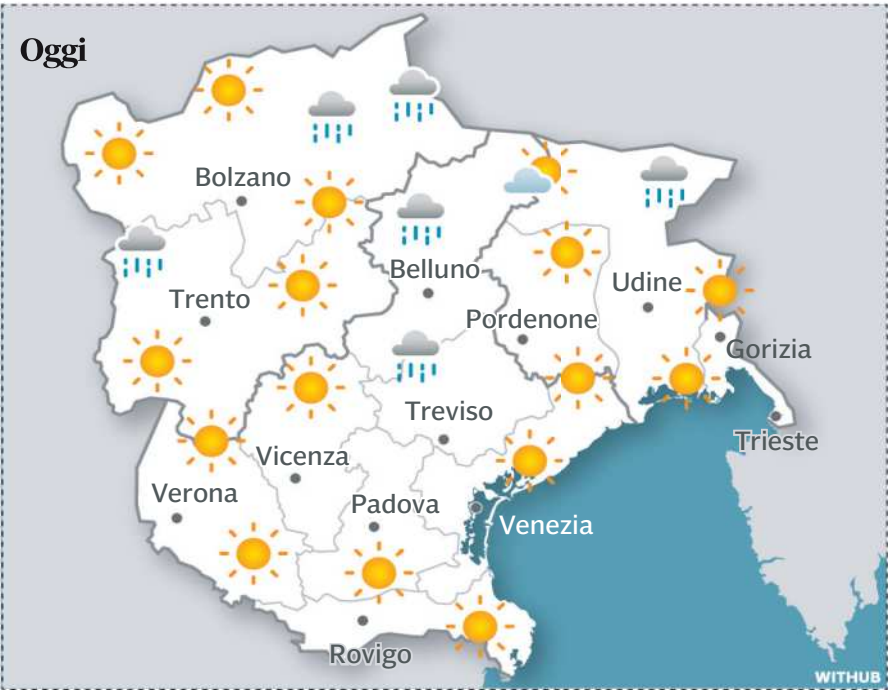 Oggi
Bolzano
Belluno
Trento
Udine
Pordenone
Gorizia
Treviso
Trieste
Vicenza
Verona
Padova
Venezia
Rovigo
WITHUB